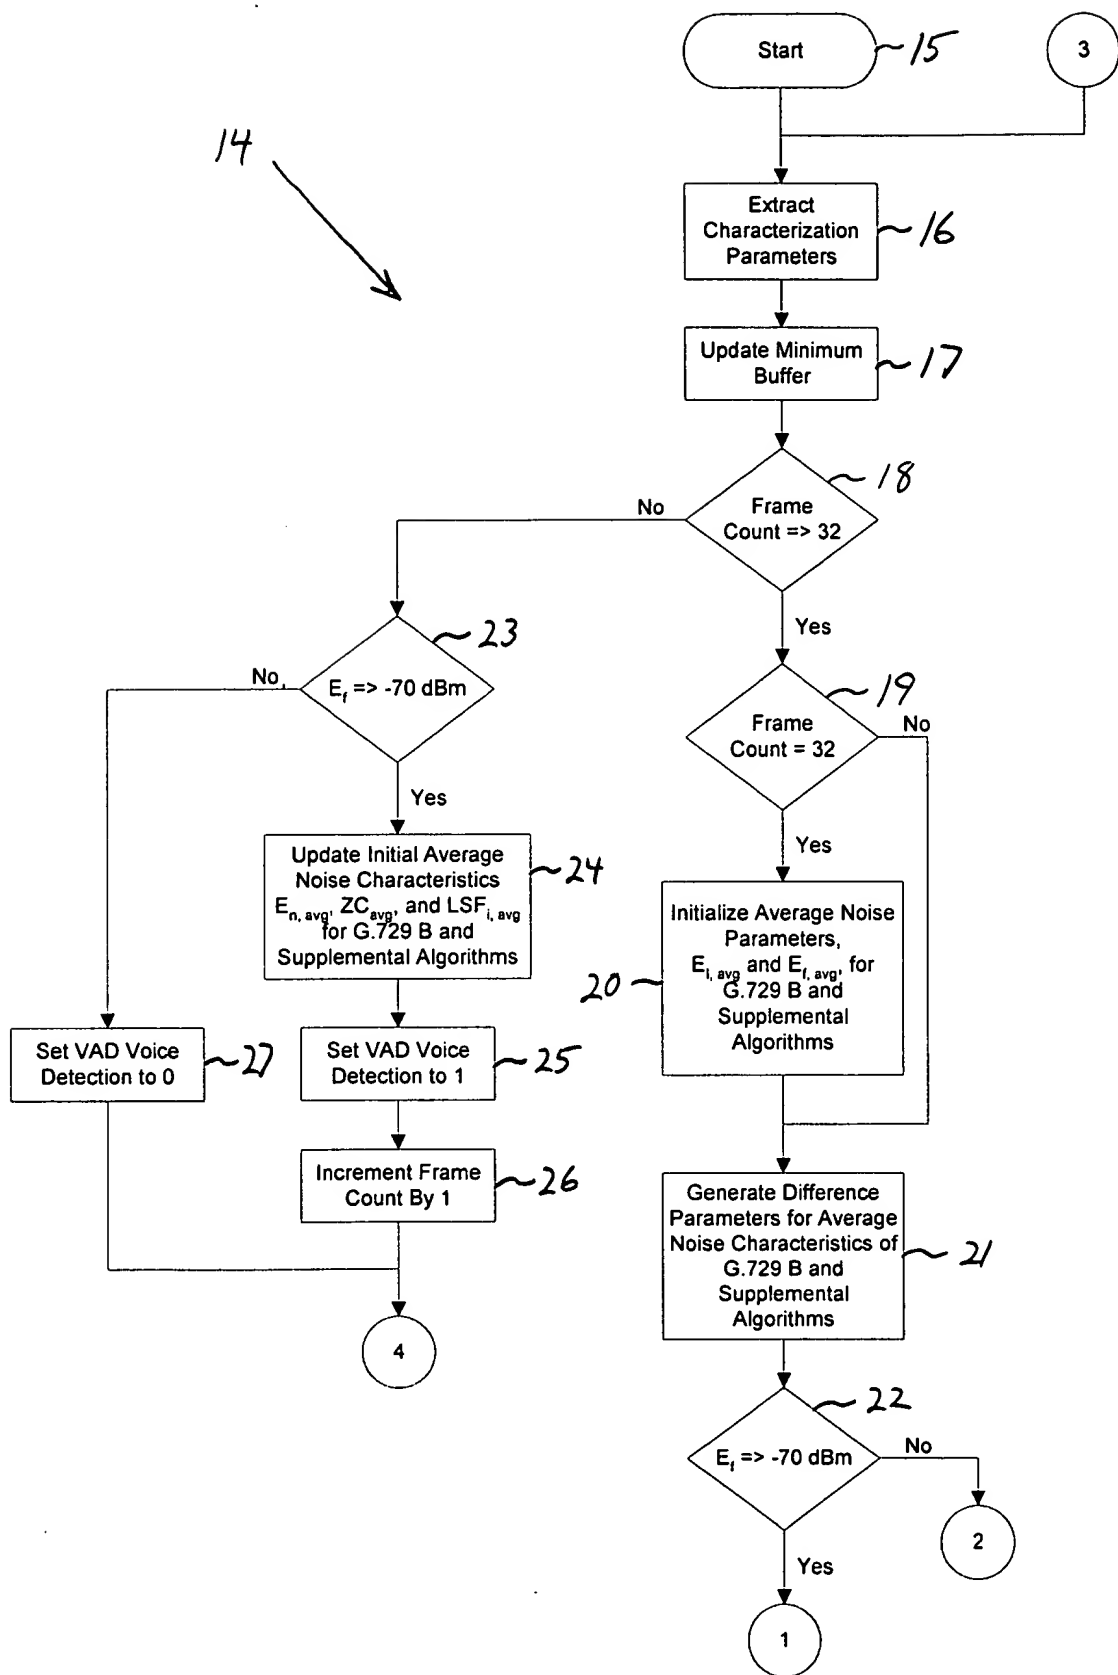 Start
15
3
14
Extract
Characterization
Parameters
16
Update Minimum
Buffer
17
18
Frame
Count => 32
No
Yes
23
E_f => -70 dBm
No
Yes
19
Frame
Count = 32
No
Yes
Update Initial Average
Noise Characteristics
E_n, avg, ZC_avg, and LSF_i, avg
for G.729 B and
Supplemental Algorithms
24
Initialize Average Noise
Parameters,
E_l, avg and E_f, avg, for
G.729 B and
Supplemental
Algorithms
20
Set VAD Voice
Detection to 0
27
Set VAD Voice
Detection to 1
25
Increment Frame
Count By 1
26
4
Generate Difference
Parameters for Average
Noise Characteristics of
G.729 B and
Supplemental
Algorithms
21
22
E_f => -70 dBm
No
2
Yes
1